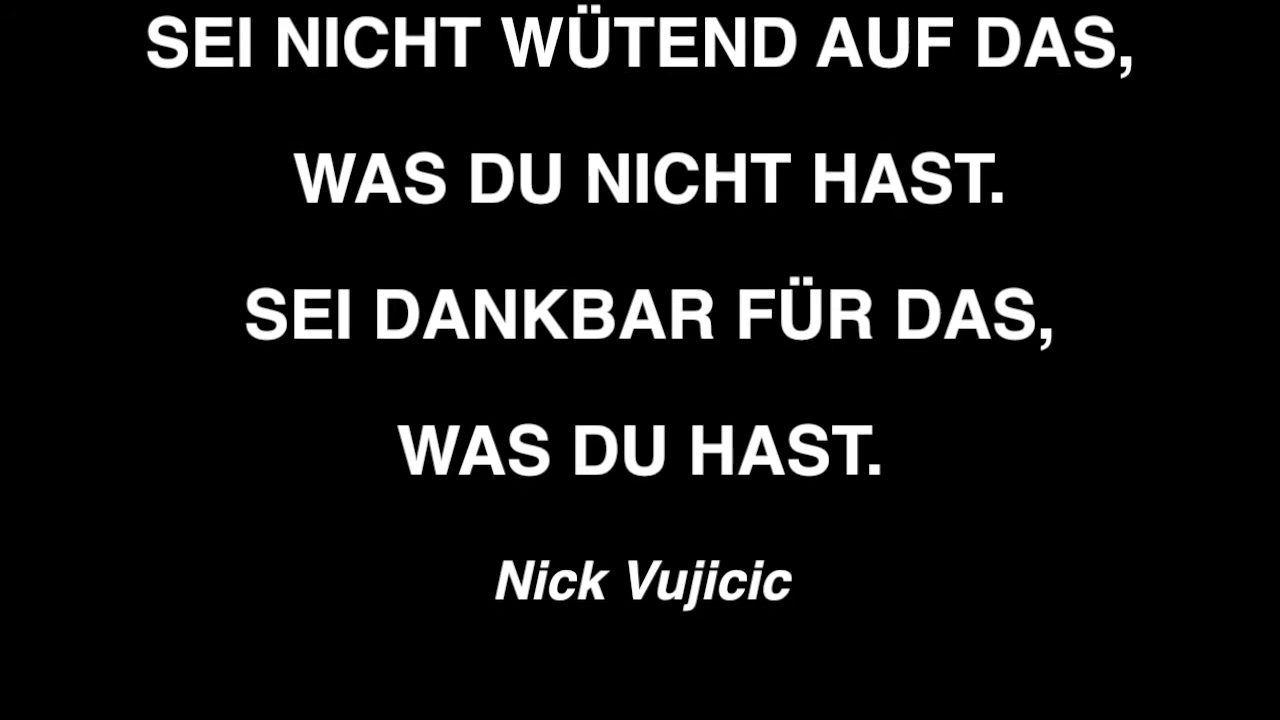 SEI NICHT WÜTEND AUF DAS,
WAS DU NICHT HAST.
SEI DANKBAR FÜR DAS,
WAS DU HAST.
Nick Vujicic